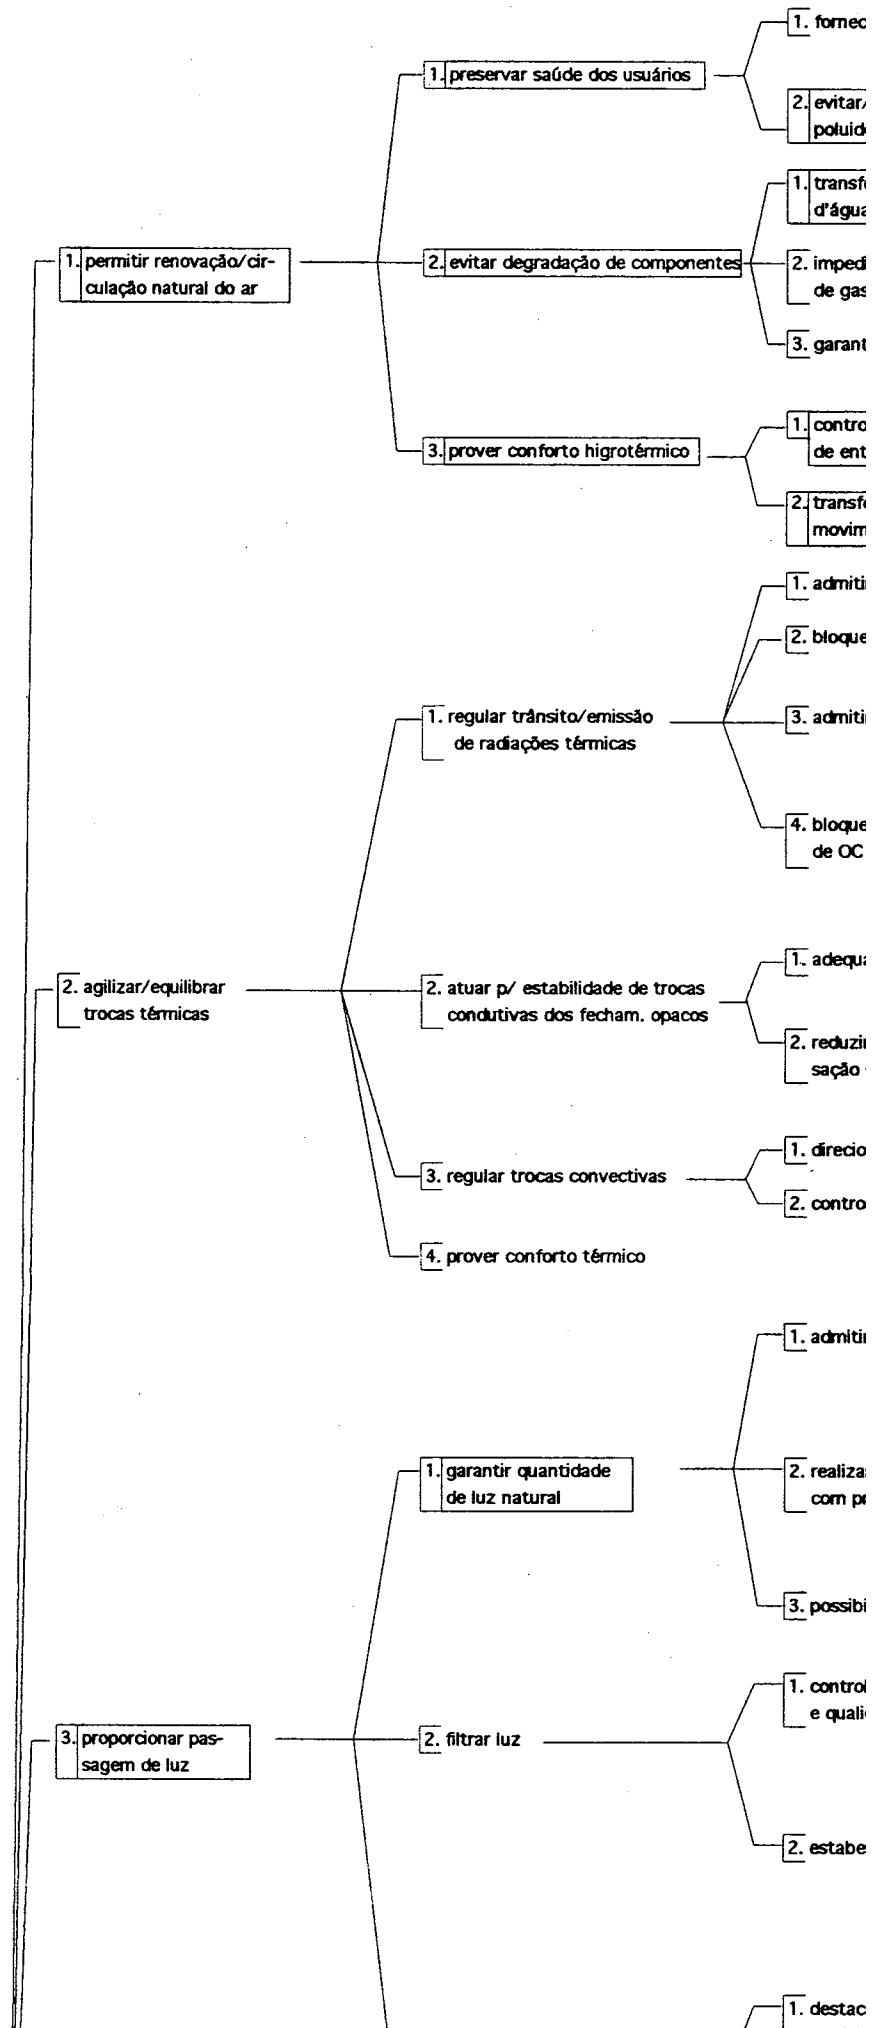 1. fornec
1. preservar saúde dos usuários
2. evitar/
poluid
1. transfe
d'água
1. permitir renovação/cir-
culação natural do ar
2. evitar degradação de componentes
2. impedi
de gas
3. garant
1. contro
de ent
3. prover conforto higrotérmico
2. transfe
movim
1. admiti
2. bloque
1. regular trânsito/emissão
de radiações térmicas
3. admiti
4. bloque
de OC
2. agilizar/equilibrar
trocas térmicas
2. atuar p/ estabilidade de trocas
condutivas dos fecham. opacos
1. adequa
2. reduzir
sação
3. regular trocas convectivas
1. direcio
2. contro
4. prover conforto térmico
1. admitir
1. garantir quantidade
de luz natural
2. realiza
com pr
3. possibi
1. control
e quali
3. proporcionar pas-
sagem de luz
2. filtrar luz
2. estabe
1. destac